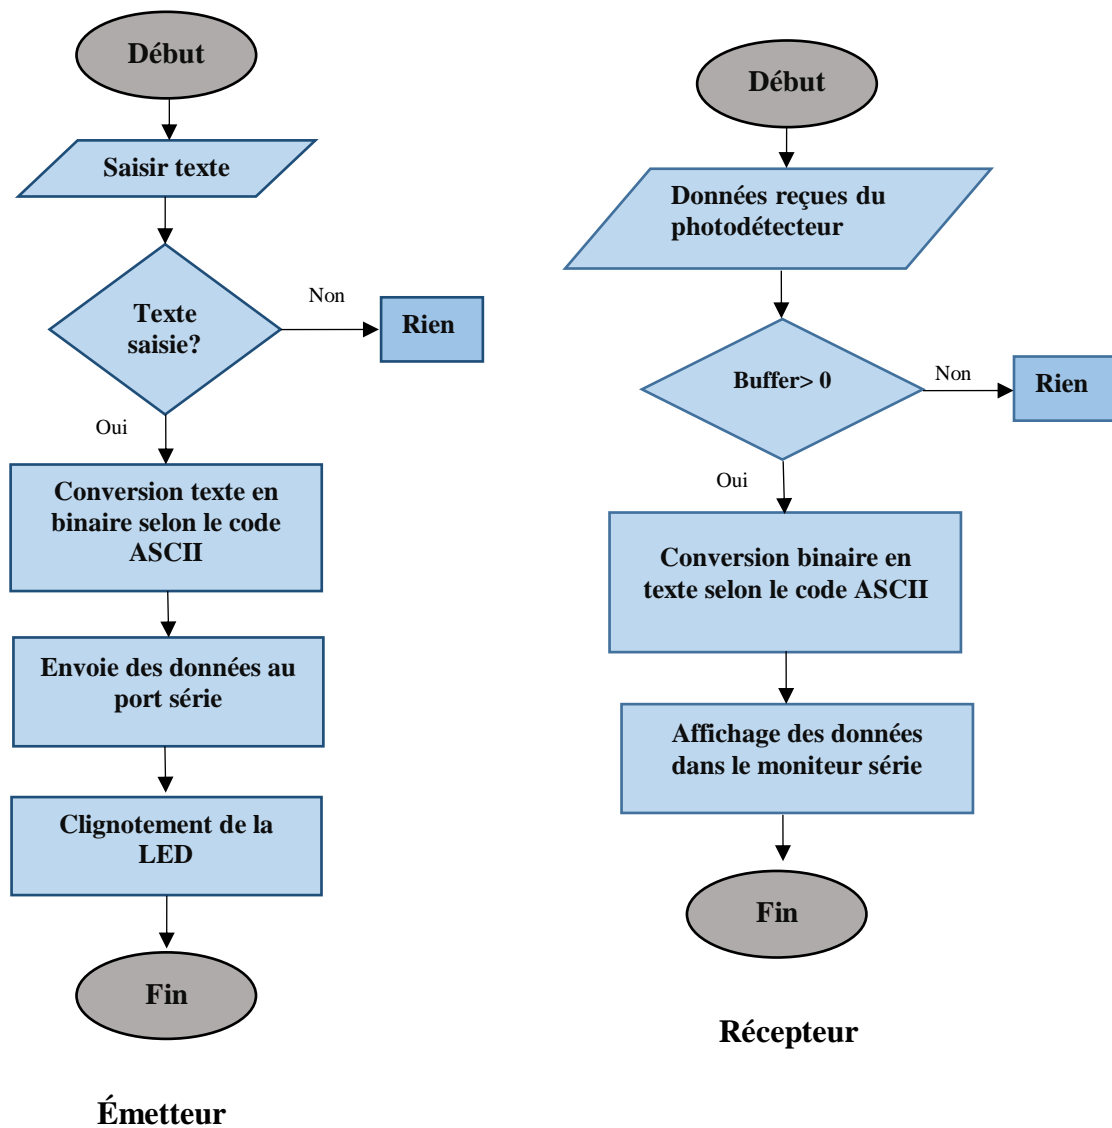 Début
Saisir texte
Texte
saisie?
Non
Rien
Oui
Conversion texte en
binaire selon le code
ASCII
Envoie des données au
port série
Clignotement de la
LED
Fin
Émetteur
Début
Données reçues du
photodétecteur
Buffer> 0
Non
Rien
Oui
Conversion binaire en
texte selon le code ASCII
Affichage des données
dans le moniteur série
Fin
Récepteur